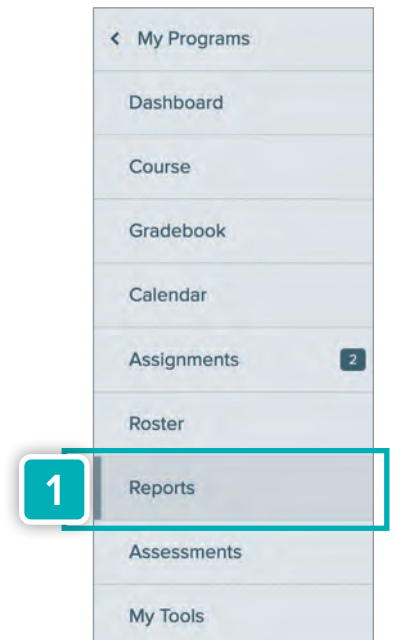 < My Programs
Dashboard
Course
Gradebook
Calendar
Assignments 2
Roster
1 Reports
Assessments
My Tools